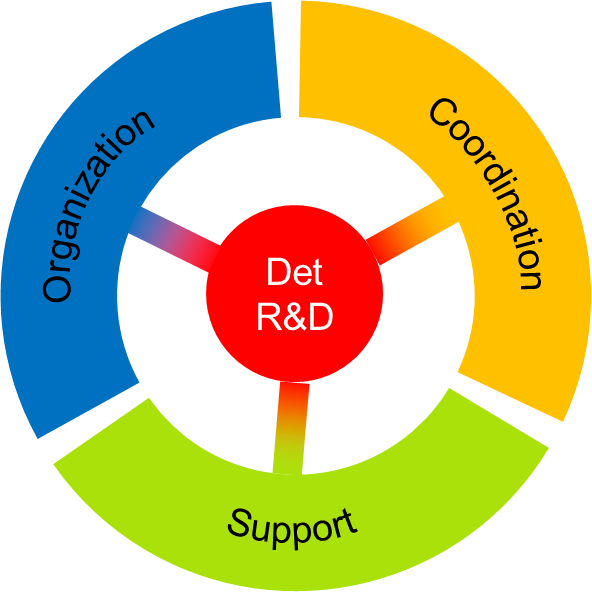 Organization
Coordination
Det
R&D
Support